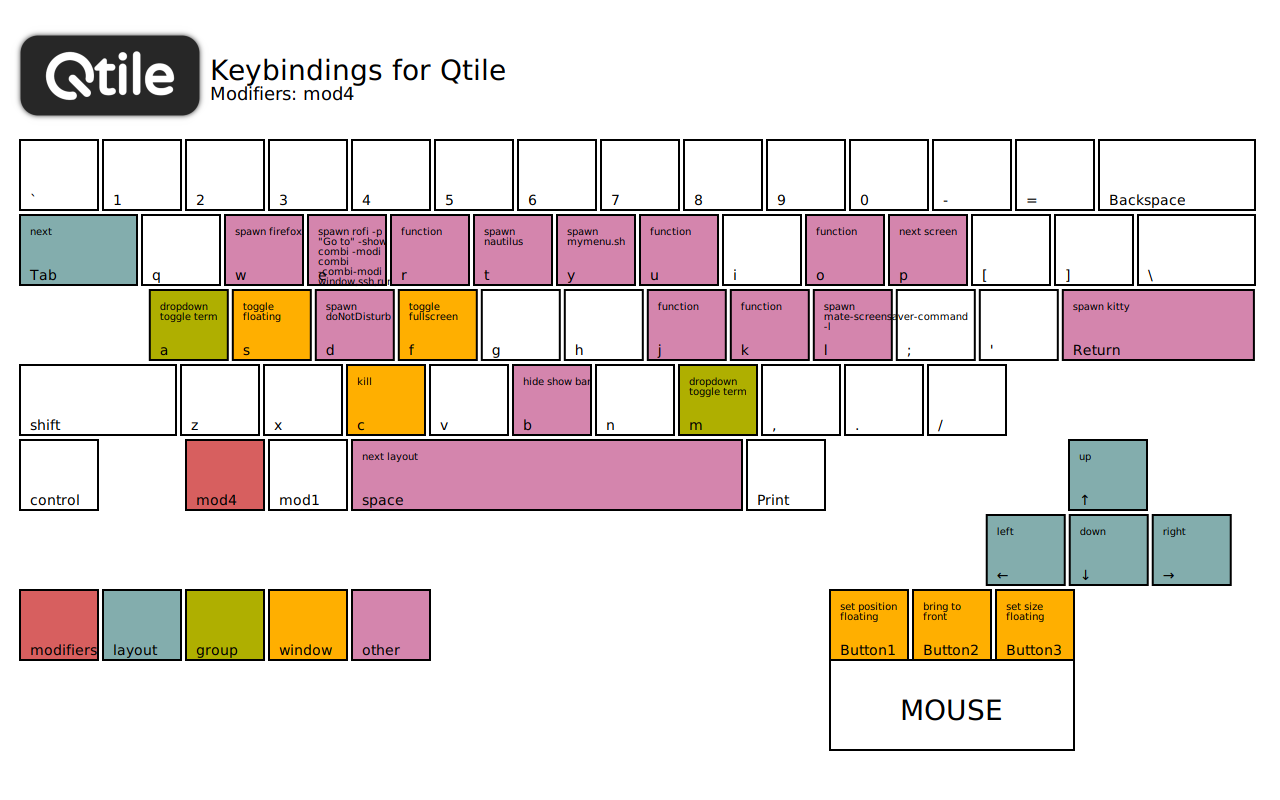 Qtile
Keybindings for Qtile
Modifiers: mod4
` 1 2 3 4 5 6 7 8 9 0 - = Backspace
next
Tab
q
spawn firefox
w
spawn rofi -p
"Go to" -show
combi -modi
combi
-combi-modi
window,ssh,run
e
function
r
spawn
nautilus
t
spawn
mymenu.sh
y
function
u
i
function
o
next screen
p
[
]
\
dropdown
toggle term
a
toggle
floating
s
spawn
doNotDisturb
d
toggle
fullscreen
f
g
h
function
j
function
k
spawn
mate-screensaver-command
-l
l
;
'
spawn kitty
Return
shift
z
x
kill
c
v
hide show bar
b
n
dropdown
toggle term
m
,
.
/
control
mod4
mod1
next layout
space
Print
up
↑
left
←
down
↓
right
→
modifiers
layout
group
window
other
set position
floating
Button1
bring to
front
Button2
set size
floating
Button3
MOUSE